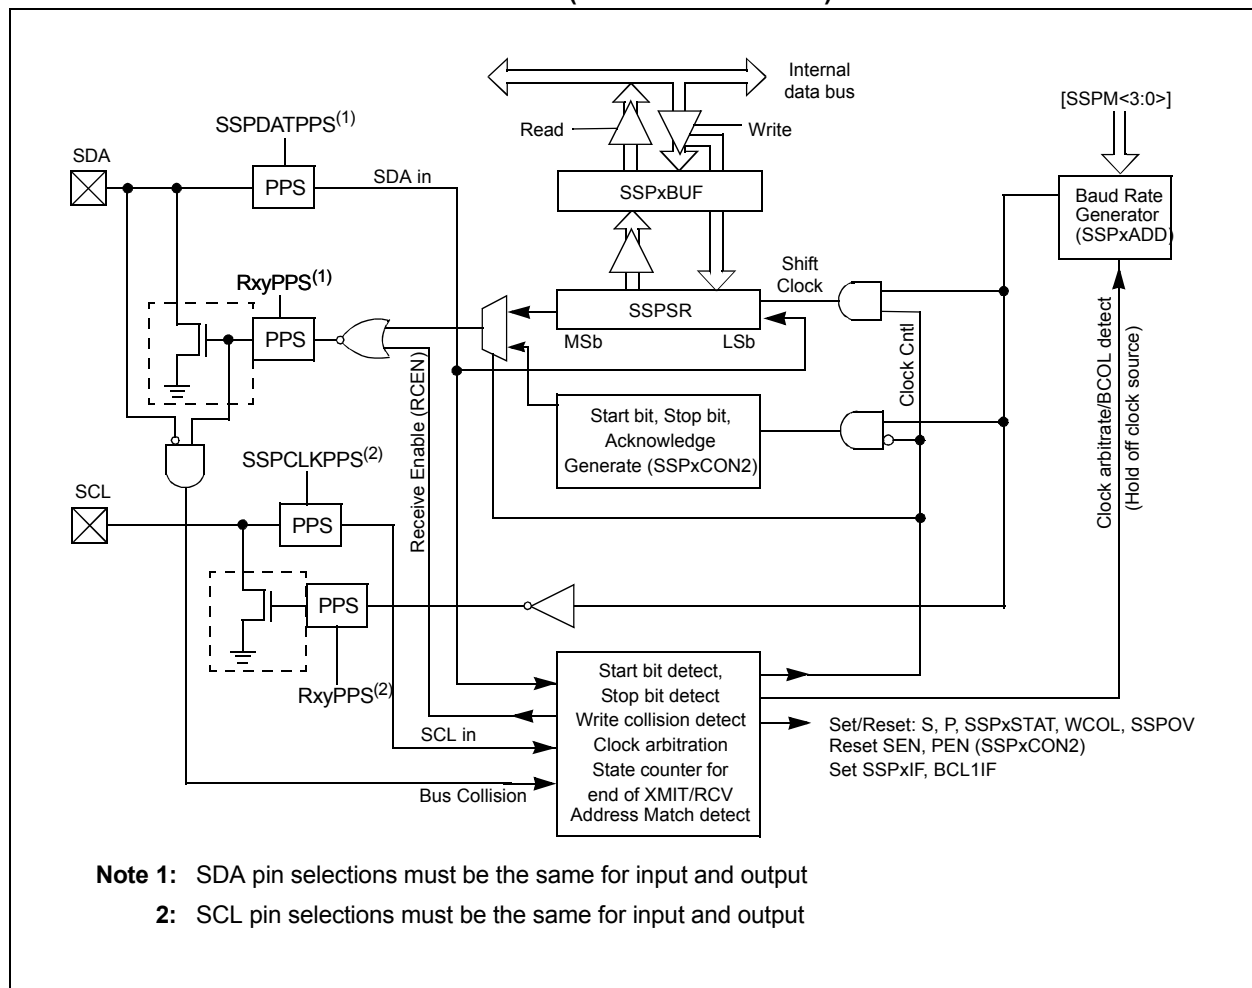 Internal
data bus
[SSPM<3:0>]
SSPDATPPS(1)
Read
Write
SDA
PPS
SDA in
SSPxBUF
Baud Rate
Generator
(SSPxADD)
Shift
Clock
RxyPPS(1)
PPS
SSPSR
MSb
LSb
Receive Enable (RCEN)
Clock Cntl
Clock arbitrate/BCOL detect
(Hold off clock source)
Start bit, Stop bit,
Acknowledge
Generate (SSPxCON2)
SSPCLKPPS(2)
SCL
PPS
PPS
RxyPPS(2)
SCL in
Bus Collision
Start bit detect,
Stop bit detect
Write collision detect
Clock arbitration
State counter for
end of XMIT/RCV
Address Match detect
Set/Reset: S, P, SSPxSTAT, WCOL, SSPOV
Reset SEN, PEN (SSPxCON2)
Set SSPxIF, BCL1IF
Note 1: SDA pin selections must be the same for input and output
2: SCL pin selections must be the same for input and output